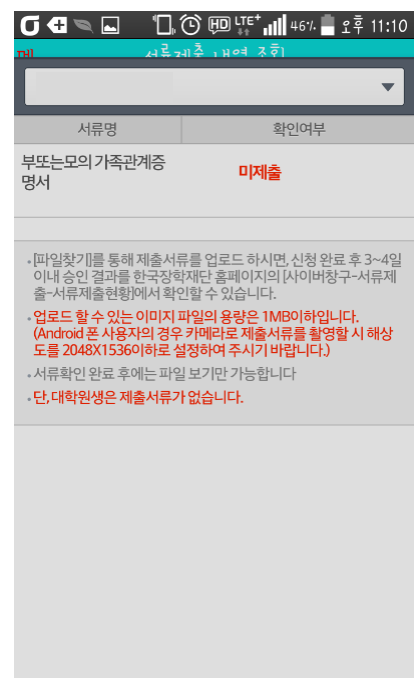 HD LTE+ 46% 오후 11:10
서류제출 내역 조회
서류명 확인여부
부또는모의 가족관계증
명서
미제출
• [파일찾기]를 통해 제출서류를 업로드 하시면, 신청 완료 후 3~4일
이내 승인 결과를 한국장학재단 홈페이지의 [사이버창구-서류제
출-서류제출현황]에서 확인할 수 있습니다.
• 업로드 할 수 있는 이미지 파일의 용량은 1MB이하입니다.
(Android 폰 사용자의 경우 카메라로 제출서류를 촬영할 시 해상
도를 2048X1536이하로 설정하여 주시기 바랍니다.)
• 서류확인 완료 후에는 파일 보기만 가능합니다
• 단, 대학원생은 제출서류가 없습니다.